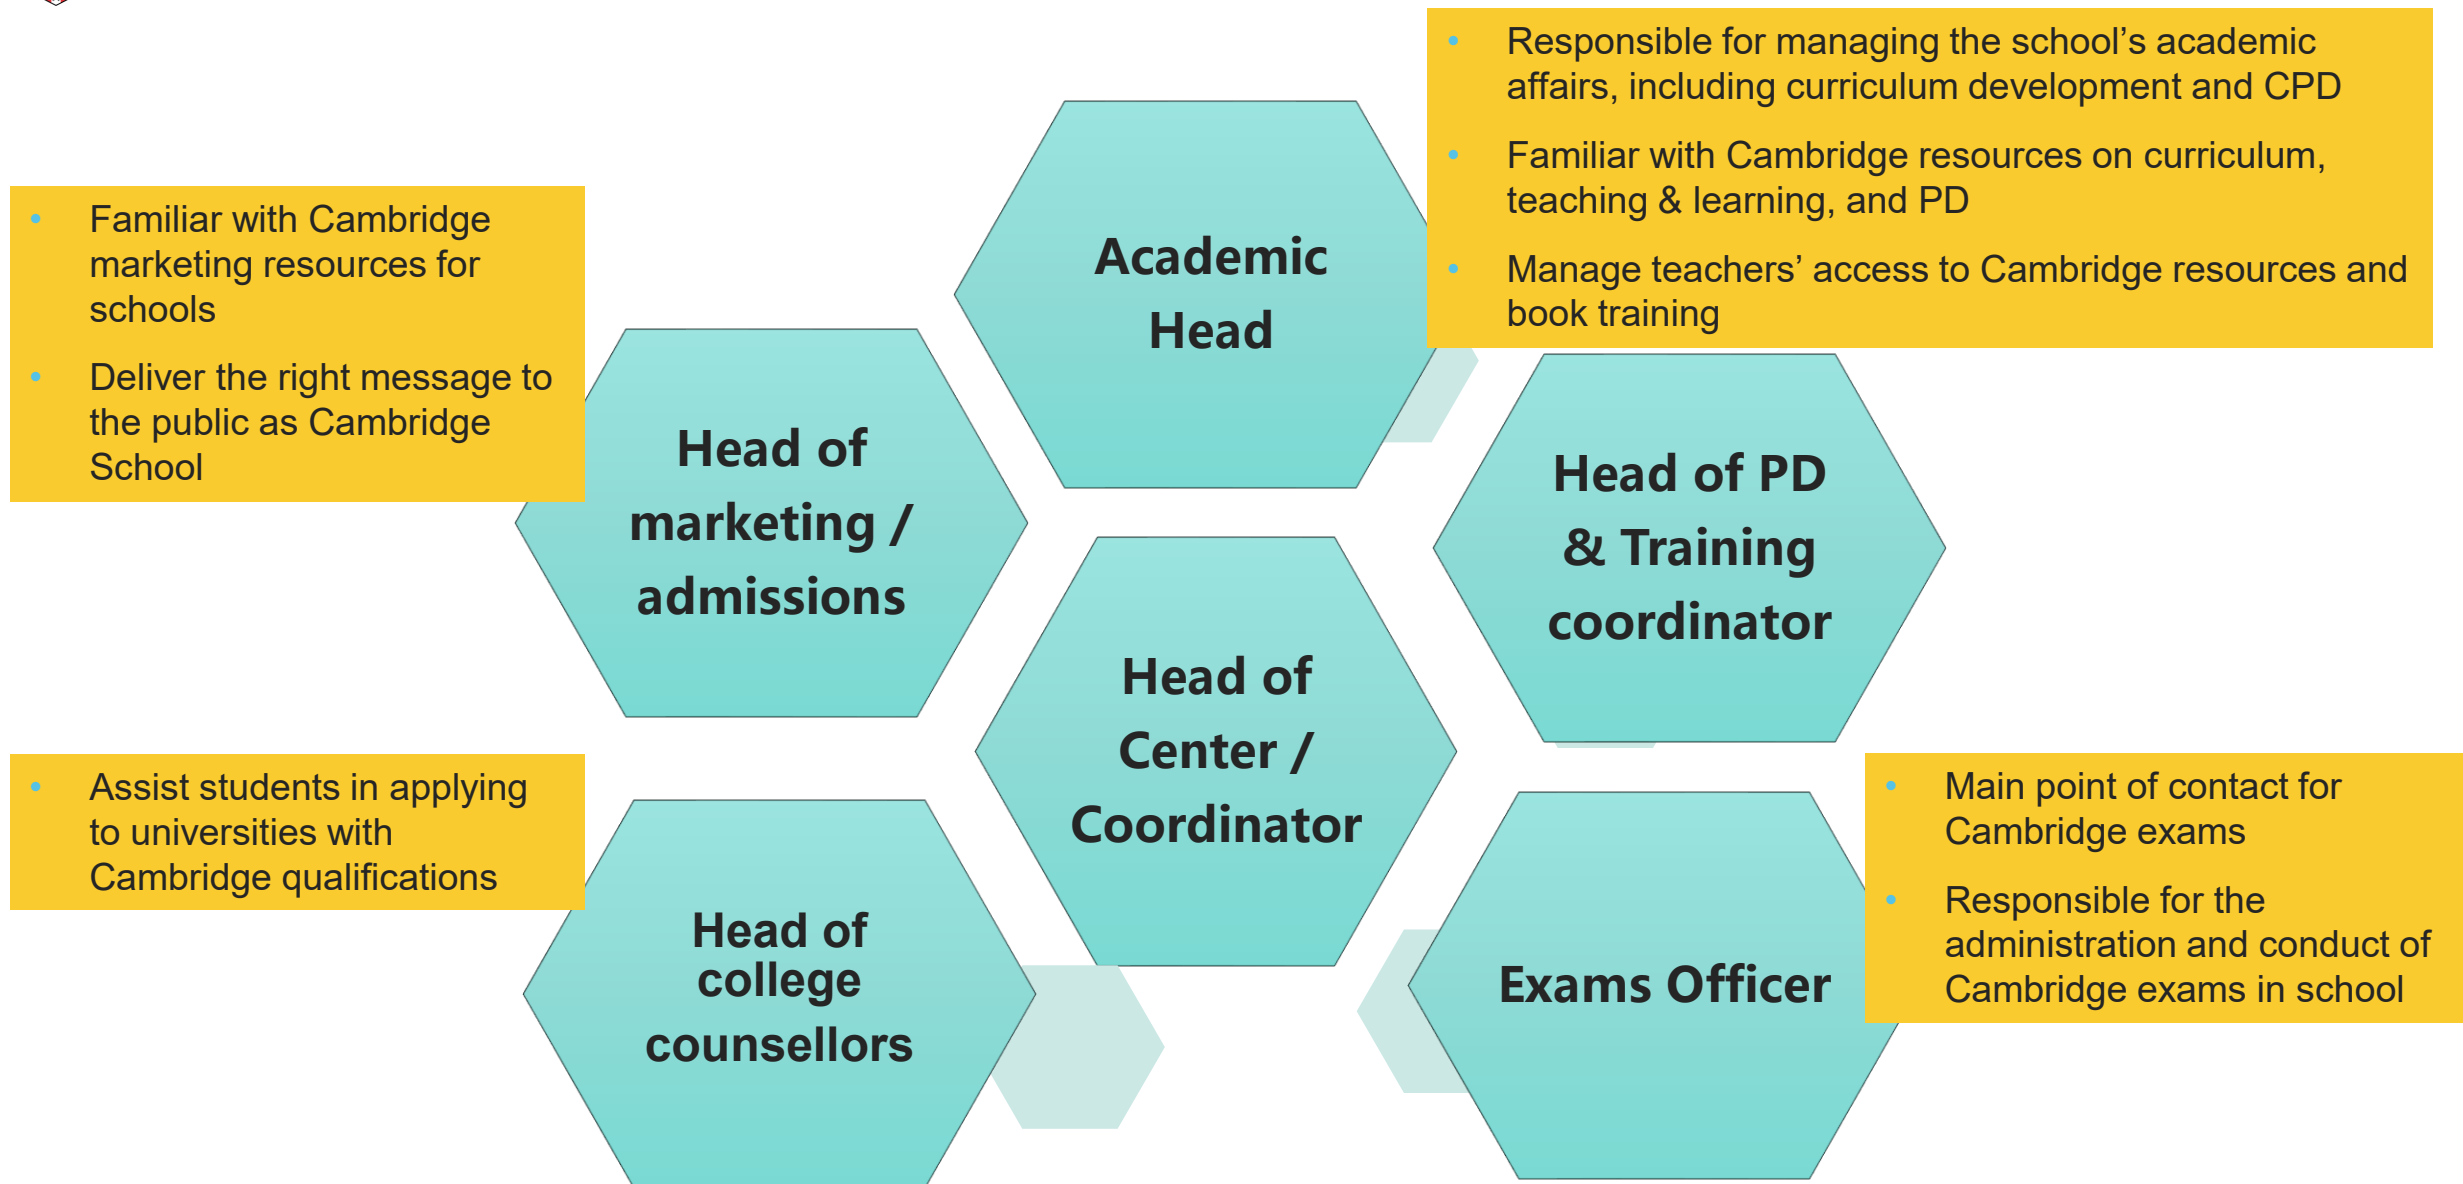 Responsible for managing the school’s academic
affairs, including curriculum development and CPD
Familiar with Cambridge resources on curriculum,
teaching & learning, and PD
Manage teachers’ access to Cambridge resources and
book training
Academic
Head
Familiar with Cambridge
marketing resources for
schools
Deliver the right message to
the public as Cambridge
School
Head of
marketing /
admissions
Head of PD
& Training
coordinator
Head of
Center /
Coordinator
Assist students in applying
to universities with
Cambridge qualifications
Head of
college
counsellors
Exams Officer
Main point of contact for
Cambridge exams
Responsible for the
administration and conduct of
Cambridge exams in school